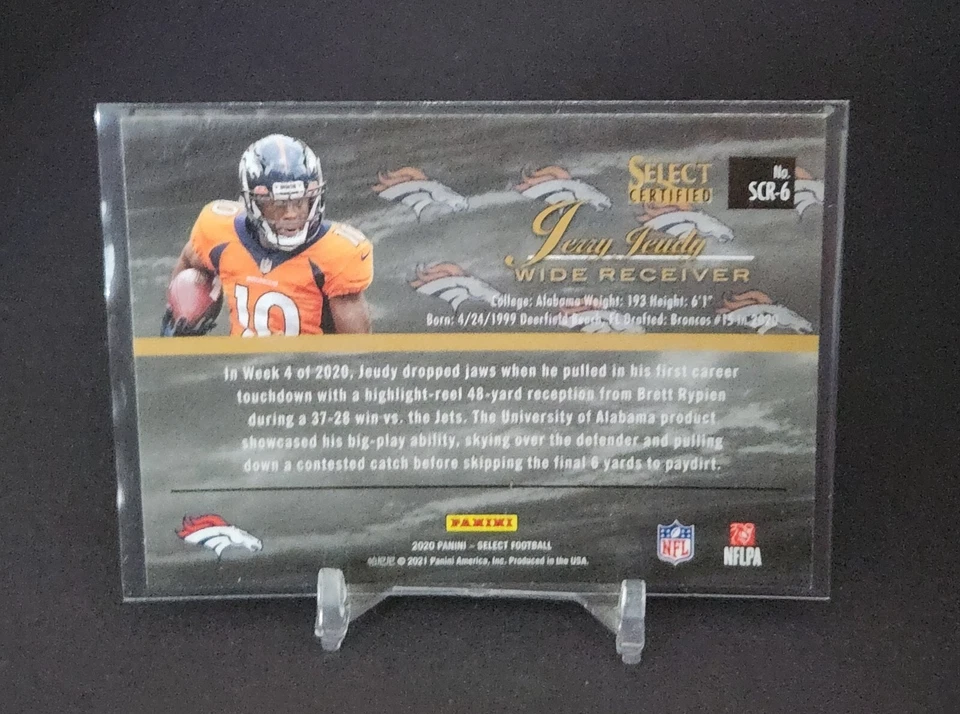 SELECT
CERTIFIED
No.
SCR-6
Jerry Jeudy
WIDE RECEIVER
College: Alabama Weight: 193 Height: 6'1"
Born: 4/24/1999 Deerfield Beach, FL Drafted: Broncos #15 in 2020
10
10
In Week 4 of 2020, Jeudy dropped jaws when he pulled in his first career
touchdown with a highlight-reel 48-yard reception from Brett Rypien
during a 37-28 win vs. the Jets. The University of Alabama product
showcased his big-play ability, skying over the defender and pulling
down a contested catch before skipping the final 6 yards to paydirt.
PANINI
2020 PANINI – SELECT FOOTBALL
© 2021 Panini America, Inc. Produced in the USA.
NFL
NFLPA